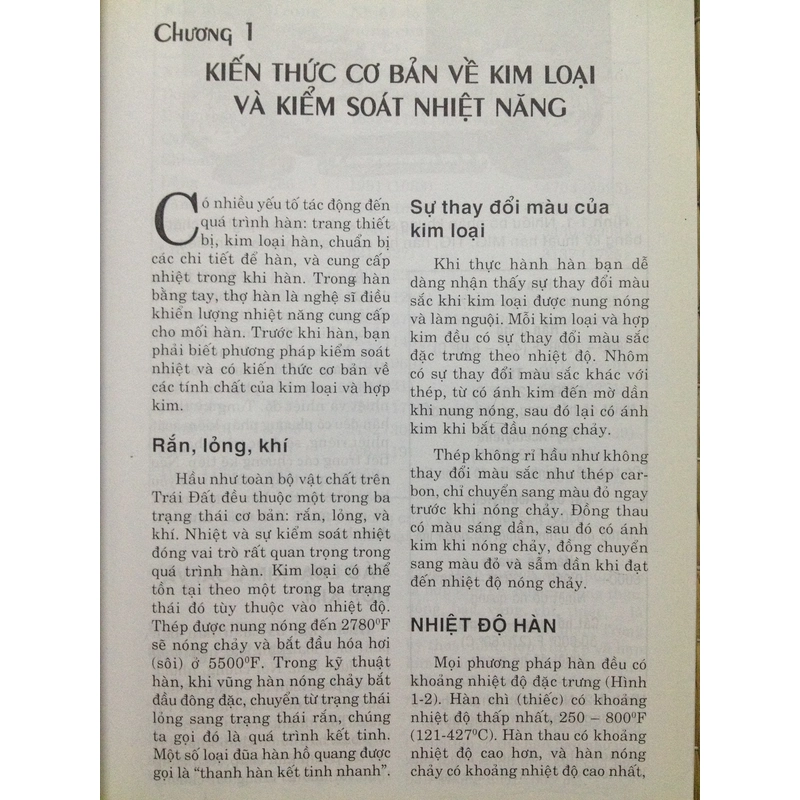 Chương 1
KIẾN THỨC CƠ BẢN VỀ KIM LOẠI
VÀ KIỂM SOÁT NHIỆT NĂNG
Có nhiều yếu tố tác động đến
quá trình hàn: trang thiết
bị, kim loại hàn, chuẩn bị
các chi tiết để hàn, và cung cấp
nhiệt trong khi hàn. Trong hàn
bằng tay, thợ hàn là nghệ sĩ điều
khiển lượng nhiệt năng cung cấp
cho mối hàn. Trước khi hàn, bạn
phải biết phương pháp kiểm soát
nhiệt và có kiến thức cơ bản về
các tính chất của kim loại và hợp
kim.
Rắn, lỏng, khí
Hầu như toàn bộ vật chất trên
Trái Đất đều thuộc một trong ba
trạng thái cơ bản: rắn, lỏng, và
khí. Nhiệt và sự kiểm soát nhiệt
đóng vai trò rất quan trọng trong
quá trình hàn. Kim loại có thể
tồn tại theo một trong ba trạng
thái đó tùy thuộc vào nhiệt độ.
Thép được nung nóng đến 2780⁰F
sẽ nóng chảy và bắt đầu hóa hơi
(sôi) ở 5500⁰F. Trong kỹ thuật
hàn, khi vũng hàn nóng chảy bắt
đầu đông đặc, chuyển từ trạng thái
lỏng sang trạng thái rắn, chúng
ta gọi đó là quá trình kết tinh.
Một số loại đũa hàn hồ quang được
gọi là “thanh hàn kết tinh nhanh”.
Sự thay đổi màu của
kim loại
Khi thực hành hàn bạn dễ
dàng nhận thấy sự thay đổi màu
sắc khi kim loại được nung nóng
và làm nguội. Mỗi kim loại và hợp
kim đều có sự thay đổi màu sắc
đặc trưng theo nhiệt độ. Nhôm
có sự thay đổi màu sắc khác với
thép, từ có ánh kim đến mờ dần
khi nung nóng, sau đó lại có ánh
kim khi bắt đầu nóng chảy.
Thép không rỉ hầu như không
thay đổi màu sắc như thép car-
bon, chỉ chuyển sang màu đỏ ngay
trước khi nóng chảy. Đồng thau
có màu sáng dần, sau đó có ánh
kim khi nóng chảy, đồng chuyển
sang màu đỏ và sẫm dần khi đạt
đến nhiệt độ nóng chảy.
NHIỆT ĐỘ HÀN
Mọi phương pháp hàn đều có
khoảng nhiệt độ đặc trưng (Hình
1-2). Hàn chì (thiếc) có khoảng
nhiệt độ thấp nhất, 250 – 800⁰F
(121-427⁰C). Hàn thau có khoảng
nhiệt độ cao hơn, và hàn nóng
chảy có khoảng nhiệt độ cao nhất,